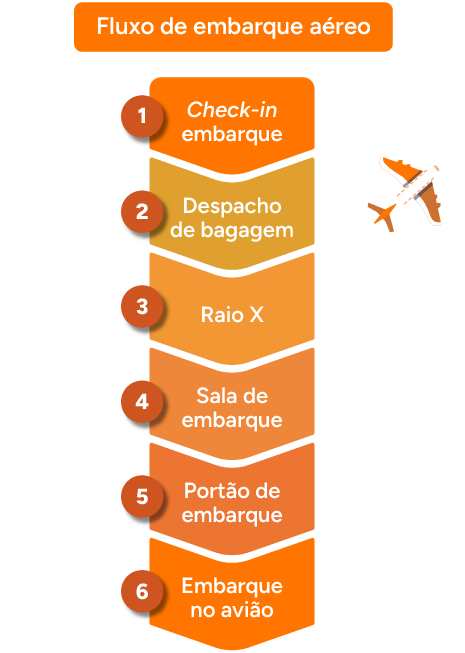 Fluxo de embarque aéreo
1
Check-in
embarque
2
Despacho
de bagagem
3
Raio X
4
Sala de
embarque
5
Portão de
embarque
6
Embarque
no avião